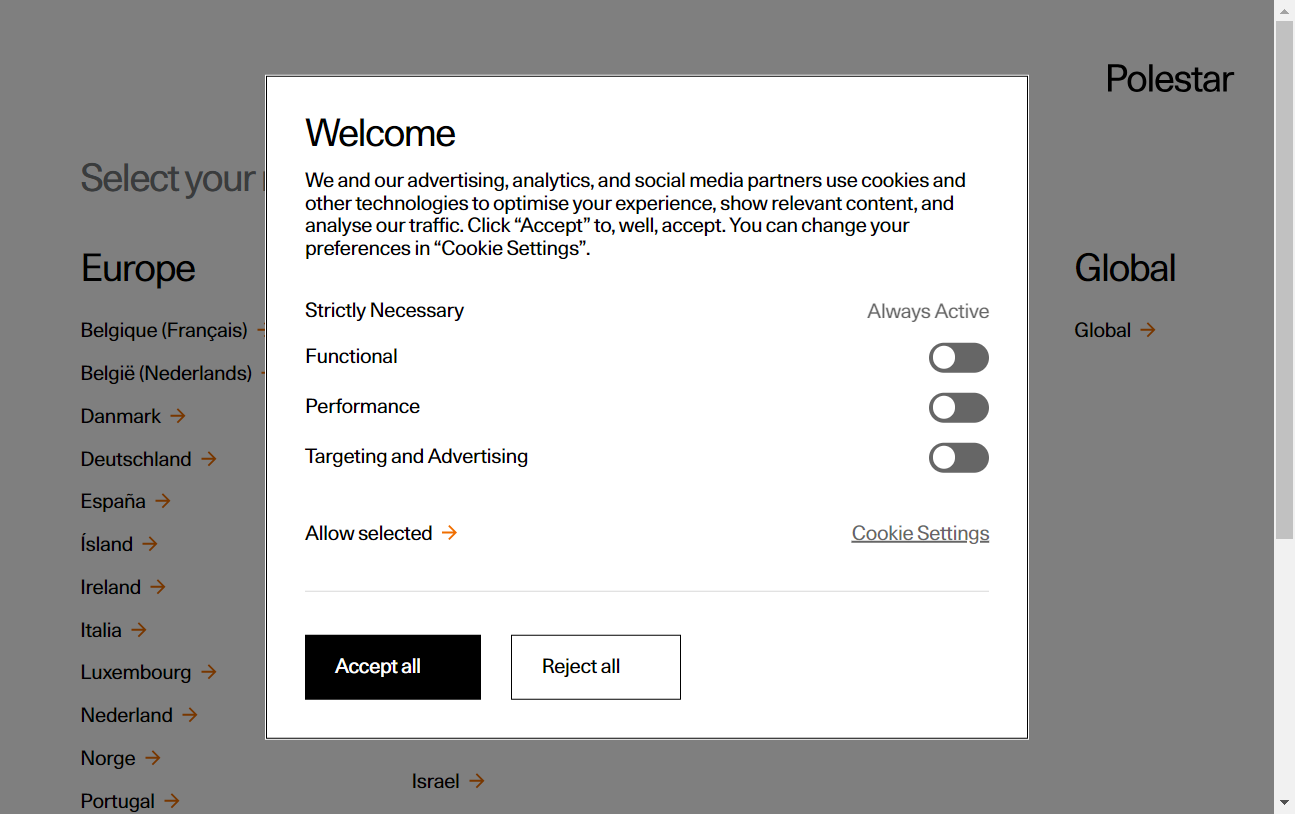 Polestar
Select your
Europe
Belgique (Français)
België (Nederlands)
Danmark
Deutschland
España
Ísland
Ireland
Italia
Luxembourg
Nederland
Norge
Portugal
Israel
Global
Global
Welcome
We and our advertising, analytics, and social media partners use cookies and
other technologies to optimise your experience, show relevant content, and
analyse our traffic. Click “Accept” to, well, accept. You can change your
preferences in “Cookie Settings”.
Strictly Necessary
Always Active
Functional
Performance
Targeting and Advertising
Allow selected
Cookie Settings
Accept all
Reject all